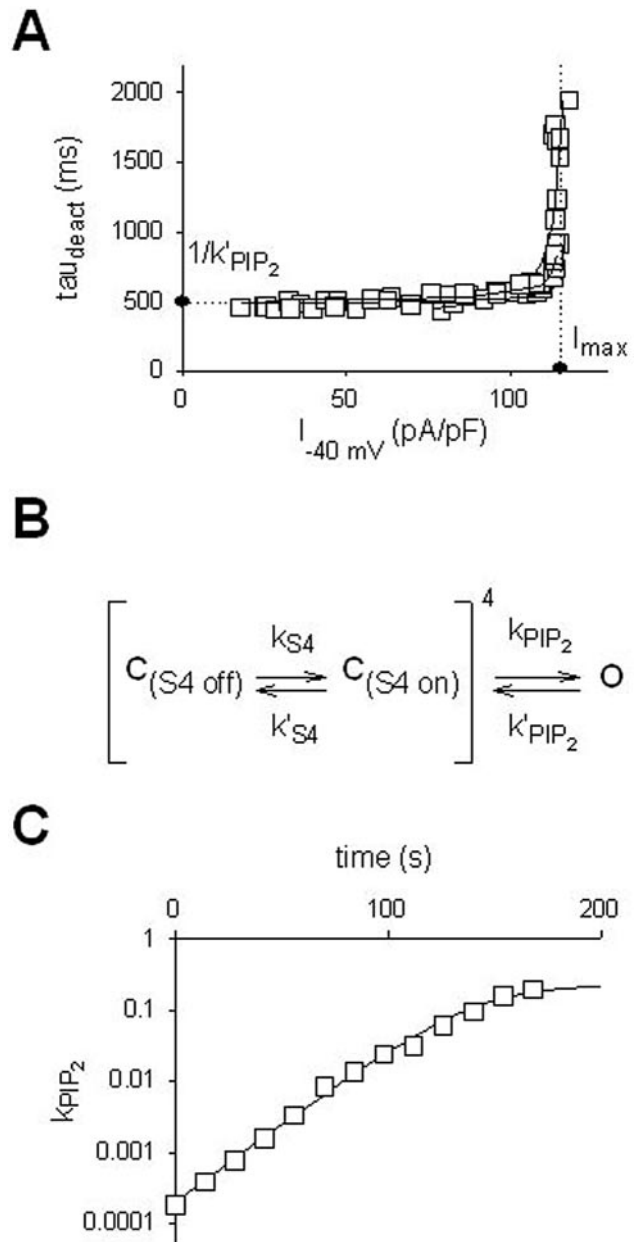 A
2000
1500
1000
500
0
tau_deact (ms)
1/k'PIP2
Imax
0 50 100
I-40 mV (pA/pF)
B
C(S4 off) kS4 k'S4 C(S4 on) 4 kPIP2 k'PIP2 O
C
time (s)
0 100 200
1
0.1
0.01
0.001
0.0001
kPIP2